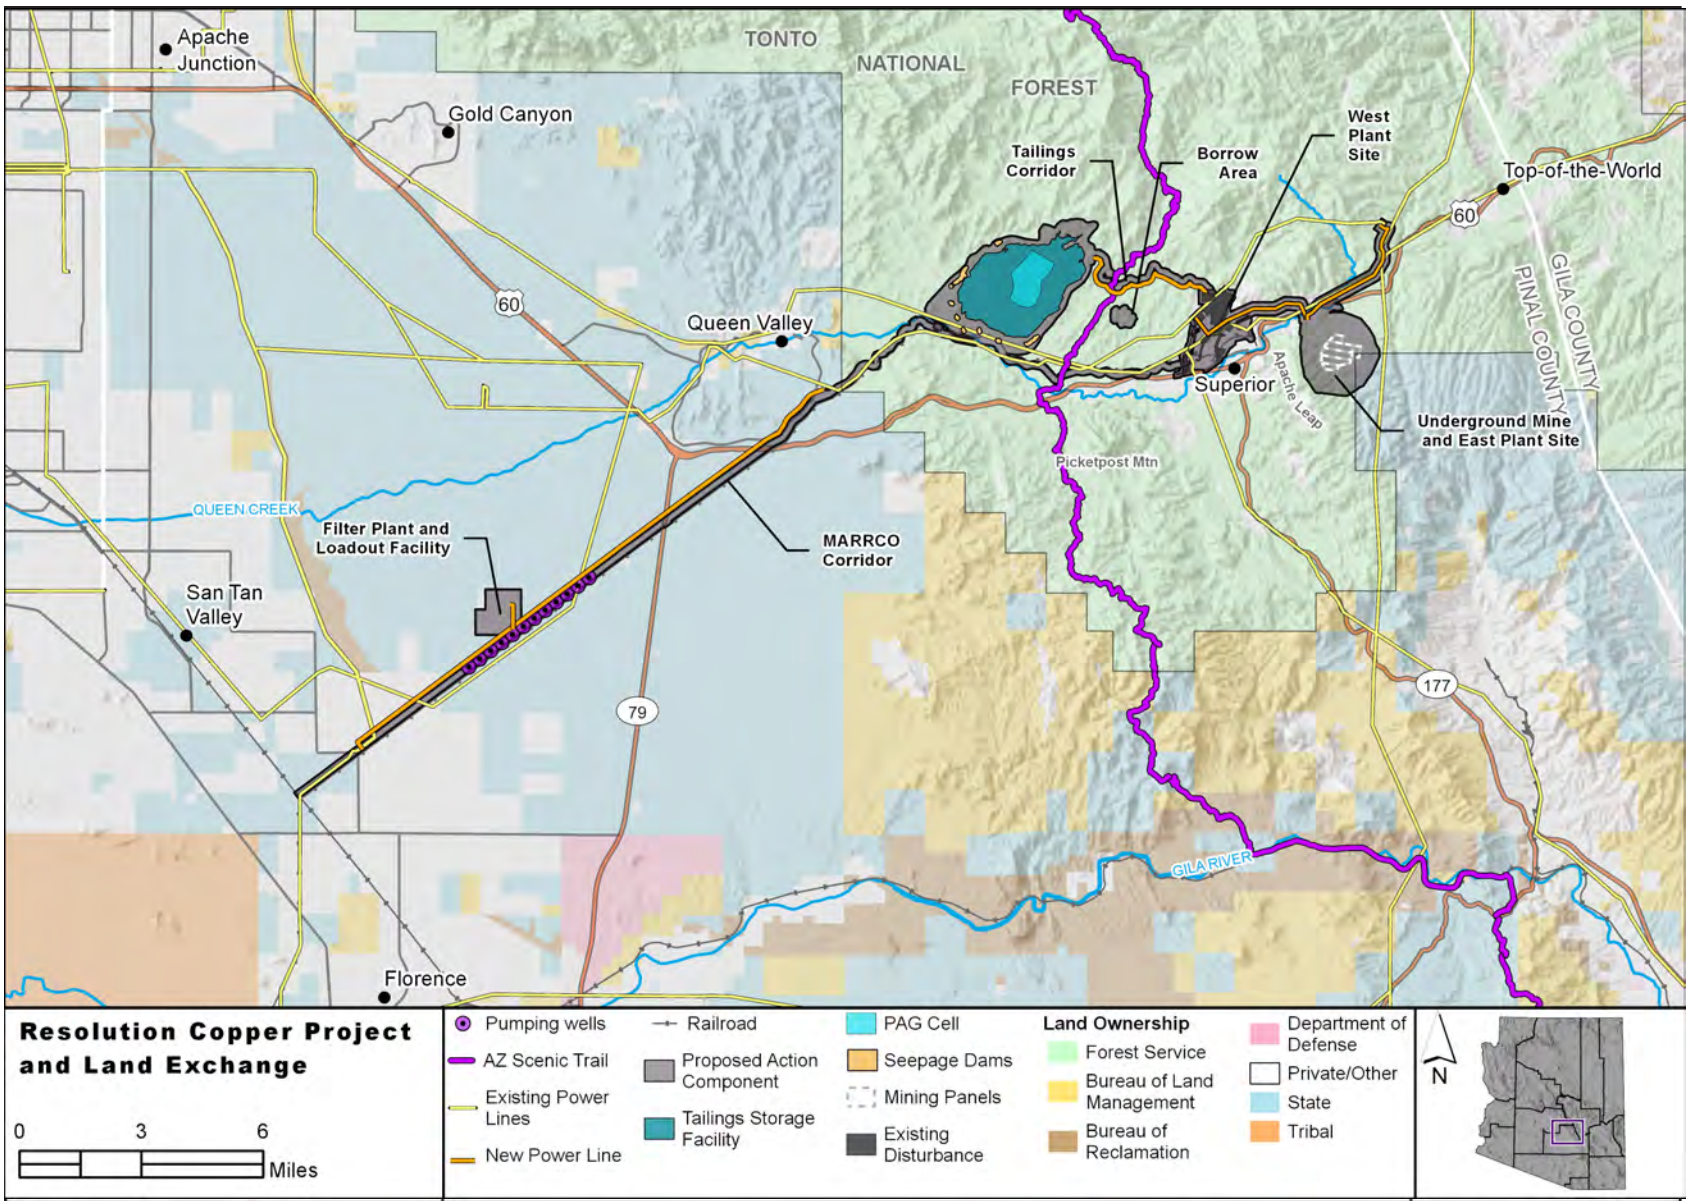 TONTO
NATIONAL
FOREST
Apache
Junction
Gold Canyon
West
Plant
Site
Tailings
Corridor
Borrow
Area
Top-of-the-World
60
GILA COUNTY
PINAL COUNTY
60
Queen Valley
Superior
Apache Leap
Underground Mine
and East Plant Site
Picketpost Mtn
QUEEN CREEK
Filter Plant and
Loadout Facility
MARRCO
Corridor
San Tan
Valley
177
79
GILA RIVER
Florence
Resolution Copper Project
and Land Exchange
0 3 6
Miles
Pumping wells
AZ Scenic Trail
Existing Power
Lines
New Power Line
Railroad
Proposed Action
Component
Tailings Storage
Facility
PAG Cell
Seepage Dams
Mining Panels
Existing
Disturbance
Land Ownership
Forest Service
Bureau of Land
Management
Bureau of
Reclamation
Department of
Defense
Private/Other
State
Tribal
N